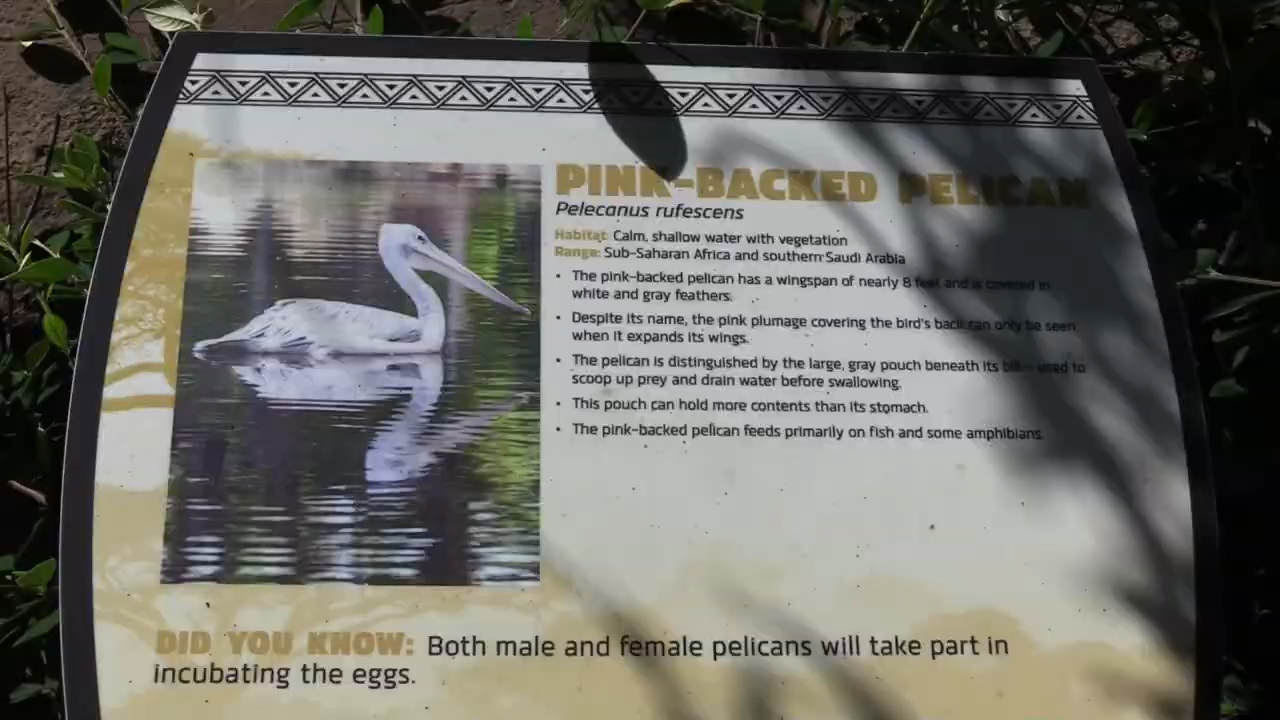 PINK-BACKED PELICAN
Pelecanus rufescens
Habitat: Calm, shallow water with vegetation
Range: Sub-Saharan Africa and southern Saudi Arabia
• The pink-backed pelican has a wingspan of nearly 8 feet and is covered in
white and gray feathers.
• Despite its name, the pink plumage covering the bird's back can only be seen
when it expands its wings.
• The pelican is distinguished by the large, gray pouch beneath its bill – used to
scoop up prey and drain water before swallowing.
• This pouch can hold more contents than its stomach.
• The pink-backed pelican feeds primarily on fish and some amphibians.
DID YOU KNOW: Both male and female pelicans will take part in
incubating the eggs.